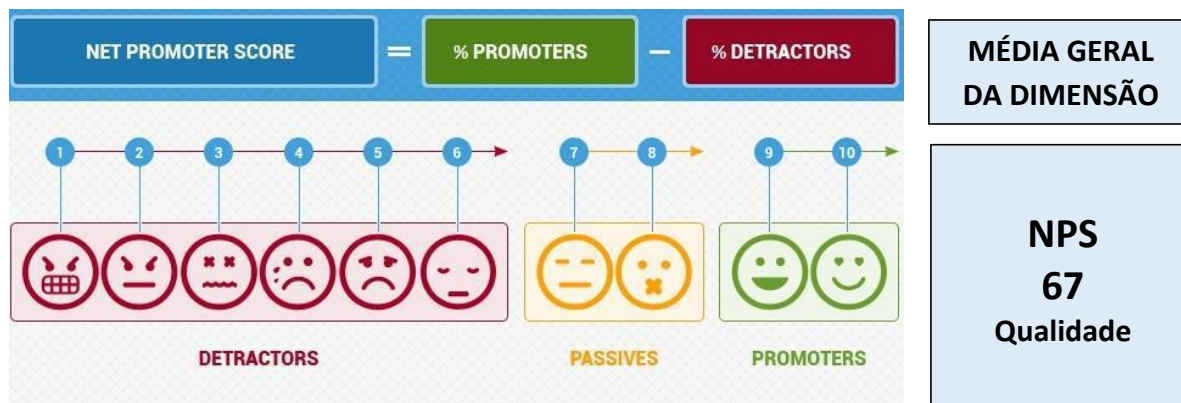 NET PROMOTER SCORE = % PROMOTERS – % DETRACTORS
1 2 3 4 5 6 7 8 9 10
DETRACTORS PASSIVES PROMOTERS
MÉDIA GERAL
DA DIMENSÃO
NPS
67
Qualidade